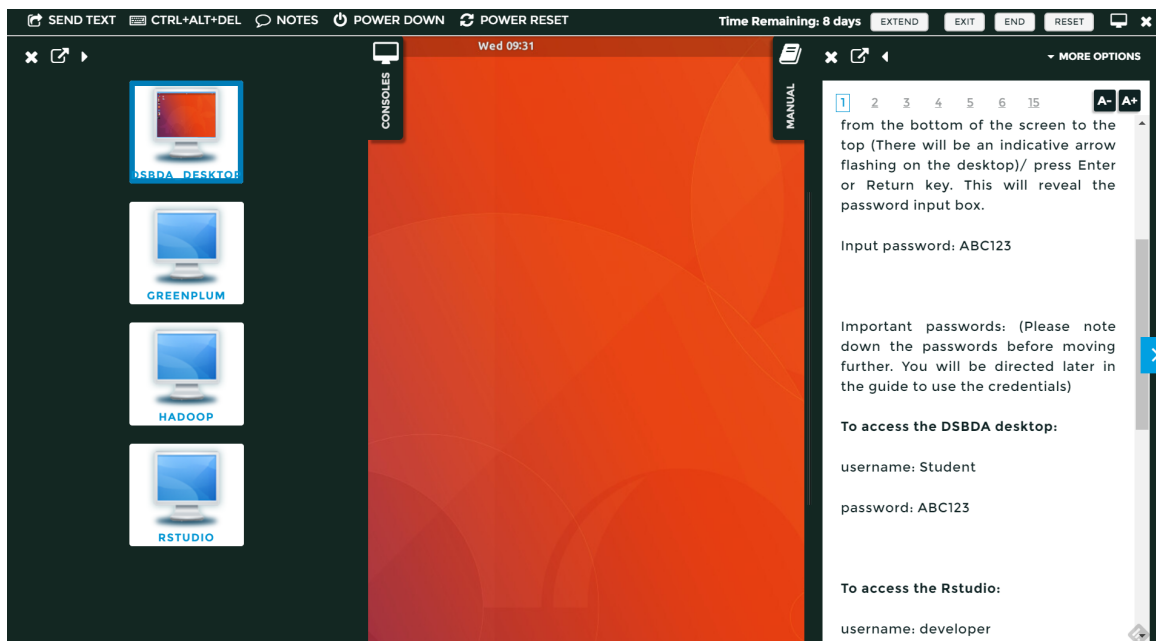 SEND TEXT CTRL+ALT+DEL NOTES POWER DOWN POWER RESET Time Remaining: 8 days EXTEND EXIT END RESET
CONSOLES
DSBDA DESKTOP
GREENPLUM
HADOOP
RSTUDIO
Wed 09:31
MANUAL
MORE OPTIONS
1 2 3 4 5 6 15 A- A+
from the bottom of the screen to the
top (There will be an indicative arrow
flashing on the desktop)/ press Enter
or Return key. This will reveal the
password input box.
Input password: ABC123
Important passwords: (Please note
down the passwords before moving
further. You will be directed later in
the guide to use the credentials)
To access the DSBDA desktop:
username: Student
password: ABC123
To access the Rstudio:
username: developer